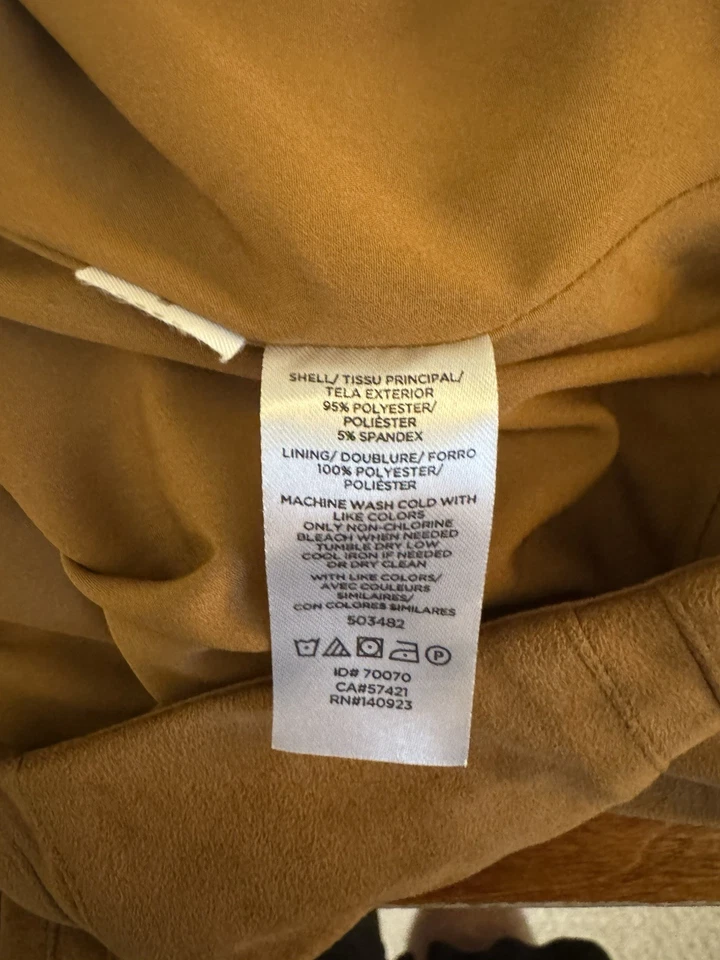 SHELL/ TISSU PRINCIPAL/
TELA EXTERIOR
95% POLYESTER/
POLIÉSTER
5% SPANDEX
LINING/ DOUBLURE/ FORRO
100% POLYESTER/
POLIÉSTER
MACHINE WASH COLD WITH
LIKE COLORS
ONLY NON-CHLORINE
BLEACH WHEN NEEDED
TUMBLE DRY LOW
COOL IRON IF NEEDED
OR DRY CLEAN
WITH LIKE COLORS/
AVEC COULEURS
SIMILAIRES/
CON COLORES SIMILARES
503482
P
ID# 70070
CA#57421
RN#140923